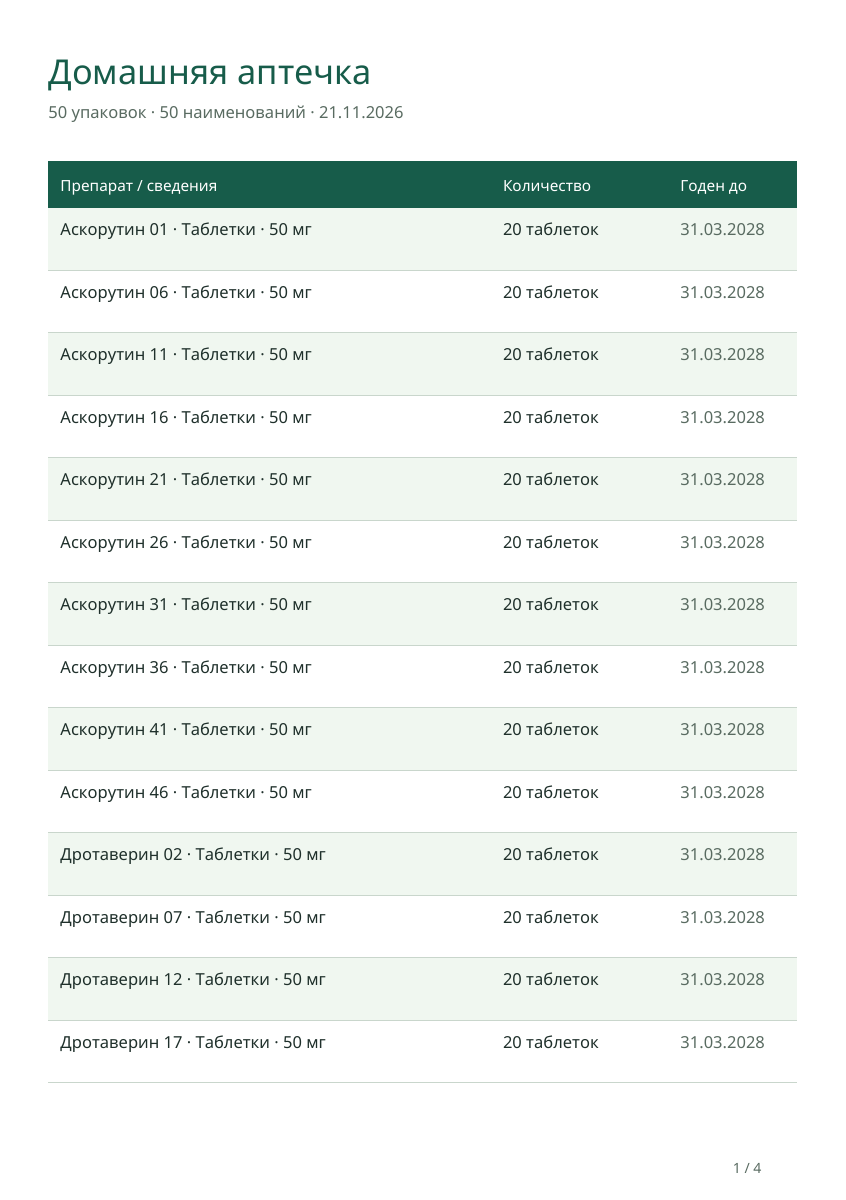 Домашняя аптечка
50 упаковок · 50 наименований · 21.11.2026
Препарат / сведения Количество Годен до
Аскорутин 01 · Таблетки · 50 мг 20 таблеток 31.03.2028
Аскорутин 06 · Таблетки · 50 мг 20 таблеток 31.03.2028
Аскорутин 11 · Таблетки · 50 мг 20 таблеток 31.03.2028
Аскорутин 16 · Таблетки · 50 мг 20 таблеток 31.03.2028
Аскорутин 21 · Таблетки · 50 мг 20 таблеток 31.03.2028
Аскорутин 26 · Таблетки · 50 мг 20 таблеток 31.03.2028
Аскорутин 31 · Таблетки · 50 мг 20 таблеток 31.03.2028
Аскорутин 36 · Таблетки · 50 мг 20 таблеток 31.03.2028
Аскорутин 41 · Таблетки · 50 мг 20 таблеток 31.03.2028
Аскорутин 46 · Таблетки · 50 мг 20 таблеток 31.03.2028
Дротаверин 02 · Таблетки · 50 мг 20 таблеток 31.03.2028
Дротаверин 07 · Таблетки · 50 мг 20 таблеток 31.03.2028
Дротаверин 12 · Таблетки · 50 мг 20 таблеток 31.03.2028
Дротаверин 17 · Таблетки · 50 мг 20 таблеток 31.03.2028
1 / 4